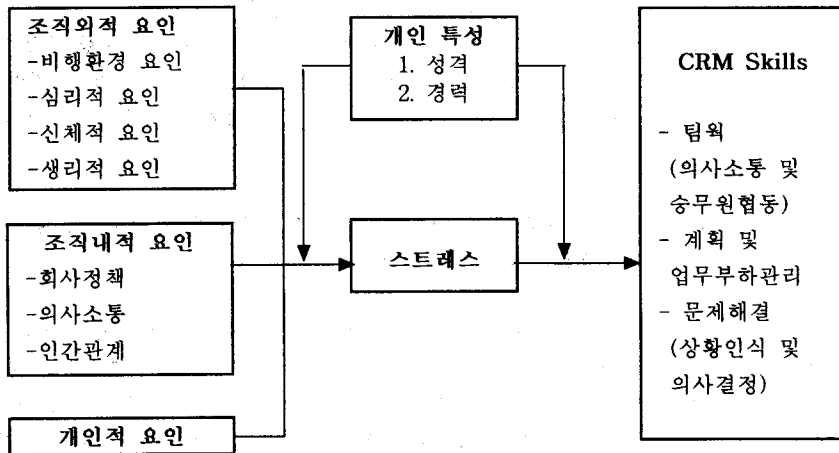 조직외적 요인
-비행환경 요인
-심리적 요인
-신체적 요인
-생리적 요인
조직내적 요인
-회사정책
-의사소통
-인간관계
개인적 요인
개인 특성
1. 성격
2. 경력
스트레스
CRM Skills
- 팀웍
(의사소통 및
승무원협동)
- 계획 및
업무부하관리
- 문제해결
(상황인식 및
의사결정)